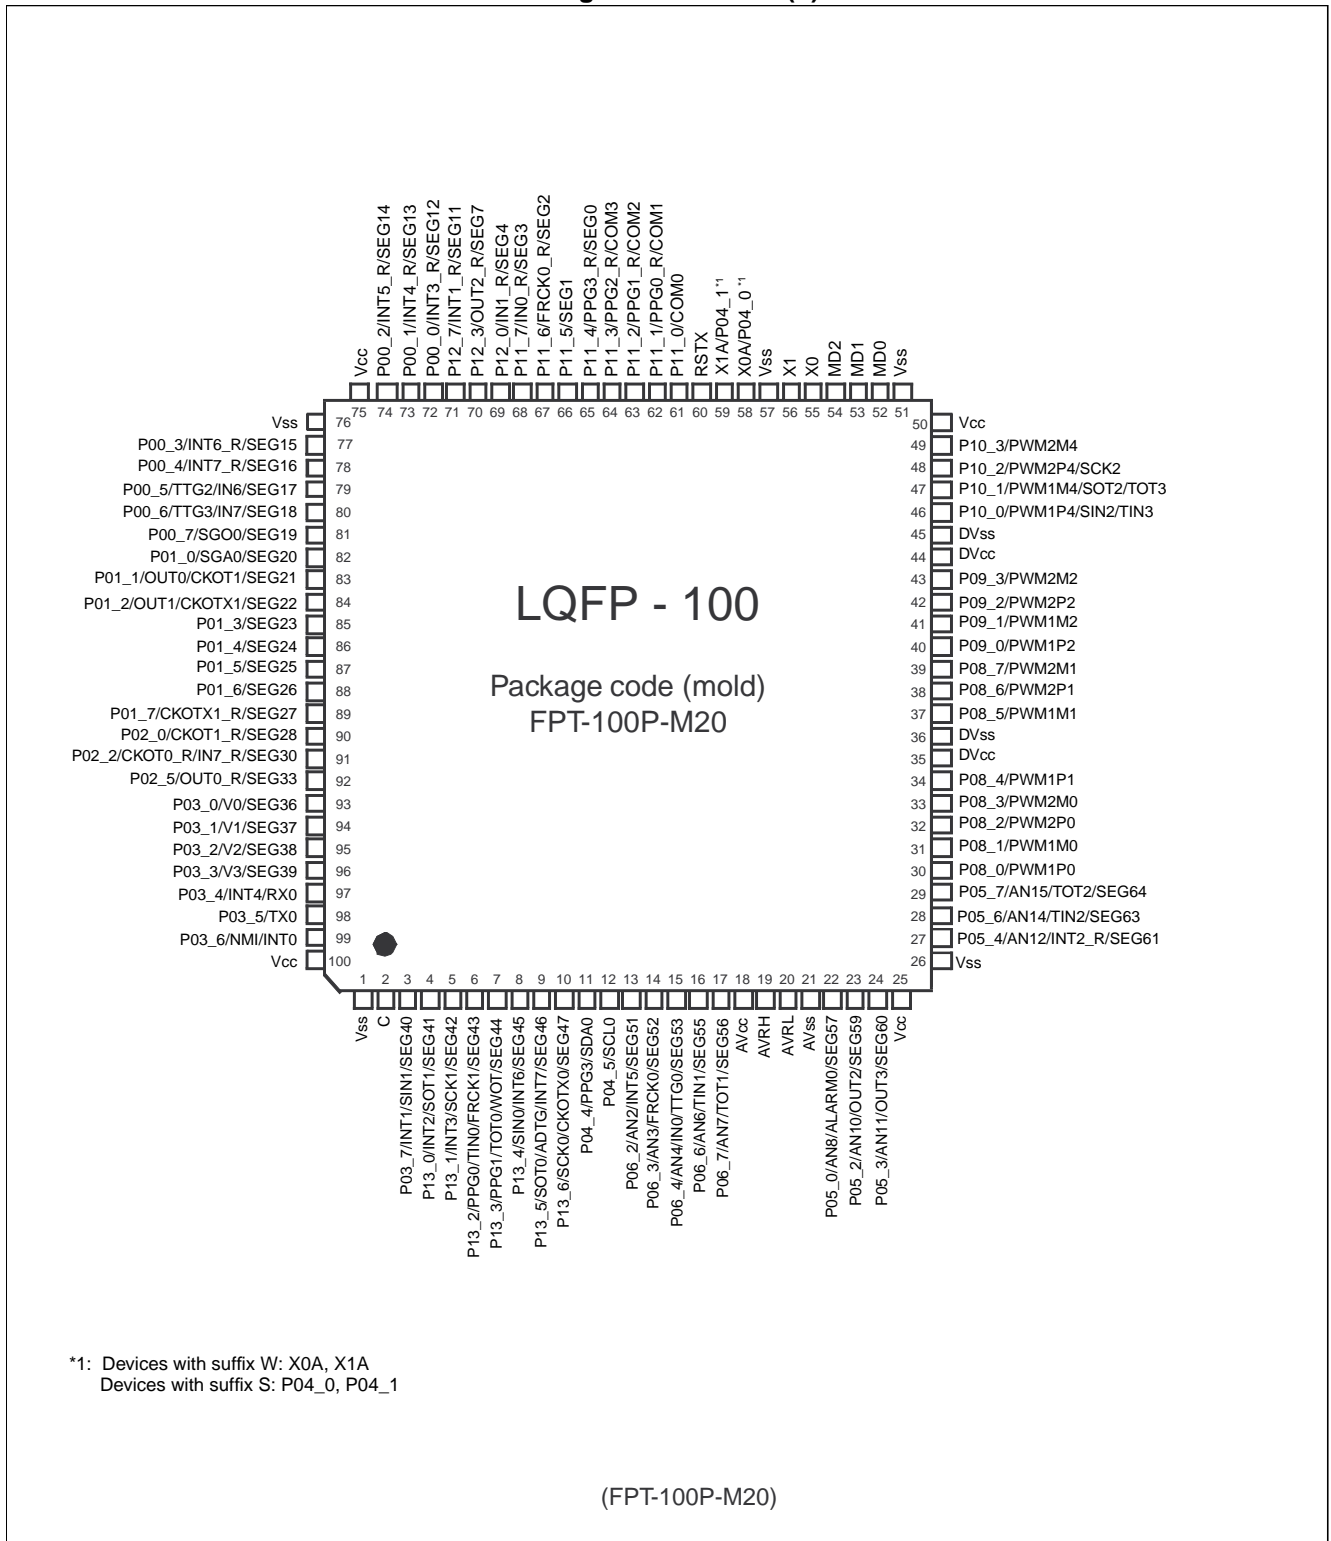 P00_2/INT5_R/SEG14
P00_1/INT4_R/SEG13
P00_0/INT3_R/SEG12
P12_7/INT1_R/SEG11
P12_3/OUT2_R/SEG7
P12_0/IN1_R/SEG4
P11_7/IN0_R/SEG3
P11_6/FRCK0_R/SEG2
P11_5/SEG1
P11_4/PPG3_R/SEG0
P11_3/PPG2_R/COM3
P11_2/PPG1_R/COM2
P11_1/PPG0_R/COM1
P11_0/COM0
RSTX
X1A/P04_1*1
X0A/P04_0*1
Vss
X1
X0
MD2
MD1
MD0
Vss
Vcc
75 74 73 72 71 70 69 68 67 66 65 64 63 62 61 60 59 58 57 56 55 54 53 52 51
Vss 76
P00_3/INT6_R/SEG15 77
P00_4/INT7_R/SEG16 78
P00_5/TTG2/IN6/SEG17 79
P00_6/TTG3/IN7/SEG18 80
P00_7/SGO0/SEG19 81
P01_0/SGA0/SEG20 82
P01_1/OUT0/CKOT1/SEG21 83
P01_2/OUT1/CKOTX1/SEG22 84
P01_3/SEG23 85
P01_4/SEG24 86
P01_5/SEG25 87
P01_6/SEG26 88
P01_7/CKOTX1_R/SEG27 89
P02_0/CKOT1_R/SEG28 90
P02_2/CKOT0_R/IN7_R/SEG30 91
P02_5/OUT0_R/SEG33 92
P03_0/V0/SEG36 93
P03_1/V1/SEG37 94
P03_2/V2/SEG38 95
P03_3/V3/SEG39 96
P03_4/INT4/RX0 97
P03_5/TX0 98
P03_6/NMI/INT0 99
Vcc 100
LQFP - 100
Package code (mold)
FPT-100P-M20
50 Vcc
49 P10_3/PWM2M4
48 P10_2/PWM2P4/SCK2
47 P10_1/PWM1M4/SOT2/TOT3
46 P10_0/PWM1P4/SIN2/TIN3
45 DVss
44 DVcc
43 P09_3/PWM2M2
42 P09_2/PWM2P2
41 P09_1/PWM1M2
40 P09_0/PWM1P2
39 P08_7/PWM2M1
38 P08_6/PWM2P1
37 P08_5/PWM1M1
36 DVss
35 DVcc
34 P08_4/PWM1P1
33 P08_3/PWM2M0
32 P08_2/PWM2P0
31 P08_1/PWM1M0
30 P08_0/PWM1P0
29 P05_7/AN15/TOT2/SEG64
28 P05_6/AN14/TIN2/SEG63
27 P05_4/AN12/INT2_R/SEG61
26 Vss
1 2 3 4 5 6 7 8 9 10 11 12 13 14 15 16 17 18 19 20 21 22 23 24 25
Vss
C
P03_7/INT1/SIN1/SEG40
P13_0/INT2/SOT1/SEG41
P13_1/INT3/SCK1/SEG42
P13_2/PPG0/TIN0/FRCK1/SEG43
P13_3/PPG1/TOT0/WOT/SEG44
P13_4/SIN0/INT6/SEG45
P13_5/SOT0/ADTG/INT7/SEG46
P13_6/SCK0/CKOTX0/SEG47
P04_4/PPG3/SDA0
P04_5/SCL0
P06_2/AN2/INT5/SEG51
P06_3/AN3/FRCK0/SEG52
P06_4/AN4/IN0/TTG0/SEG53
P06_6/AN6/TIN1/SEG55
P06_7/AN7/TOT1/SEG56
AVcc
AVRH
AVRL
AVss
P05_0/AN8/ALARM0/SEG57
P05_2/AN10/OUT2/SEG59
P05_3/AN11/OUT3/SEG60
Vcc
*1: Devices with suffix W: X0A, X1A
Devices with suffix S: P04_0, P04_1
(FPT-100P-M20)